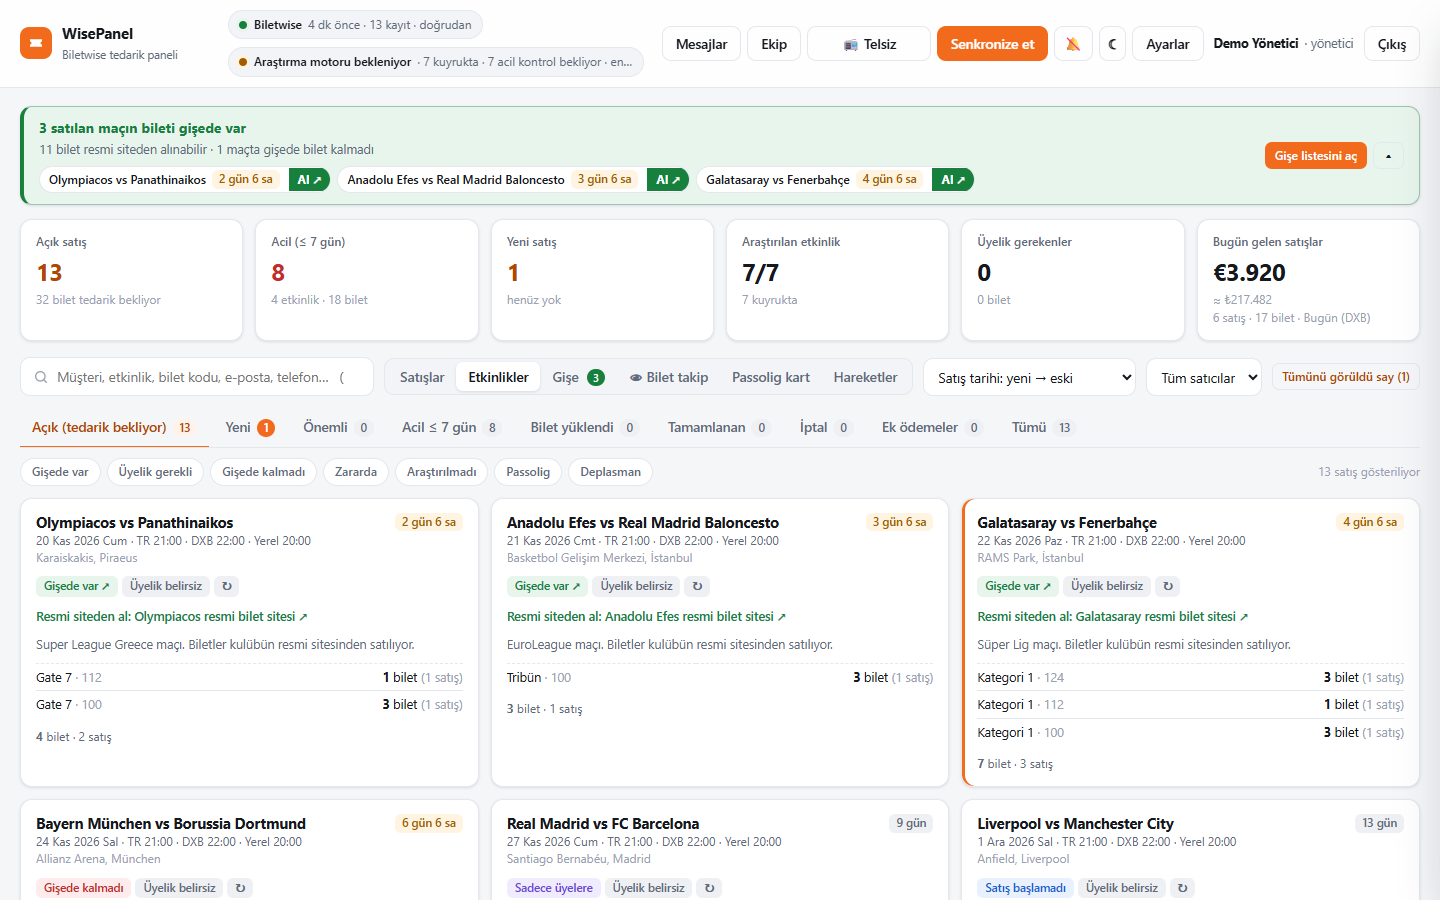 WisePanel
Biletwise tedarik paneli
Biletwise 4 dk önce · 13 kayıt · doğrudan
Araştırma motoru bekleniyor · 7 kuyrukta · 7 acil kontrol bekliyor · en...
Mesajlar
Ekip
Telsiz
Senkronize et
Ayarlar
Demo Yönetici · yönetici
Çıkış
3 satılan maçın bileti gişede var
11 bilet resmi siteden alınabilir · 1 maçta gişede bilet kalmadı
Olympiacos vs Panathinaikos 2 gün 6 sa Al ↗
Anadolu Efes vs Real Madrid Baloncesto 3 gün 6 sa Al ↗
Galatasaray vs Fenerbahçe 4 gün 6 sa Al ↗
Gişe listesini aç
Açık satış
13
32 bilet tedarik bekliyor
Acil (≤ 7 gün)
8
4 etkinlik · 18 bilet
Yeni satış
1
henüz yok
Araştırılan etkinlik
7/7
7 kuyrukta
Üyelik gerekenler
0
0 bilet
Bugün gelen satışlar
€3.920
≈ ₺217.482
6 satış · 17 bilet · Bugün (DXB)
Müşteri, etkinlik, bilet kodu, e-posta, telefon... (
Satışlar
Etkinlikler
Gişe 3
Bilet takip
Passolig kart
Hareketler
Satış tarihi: yeni → eski
Tüm satıcılar
Tümünü görüldü say (1)
Açık (tedarik bekliyor) 13
Yeni 1
Önemli 0
Acil ≤ 7 gün 8
Bilet yüklendi 0
Tamamlanan 0
İptal 0
Ek ödemeler 0
Tümü 13
Gişede var
Üyelik gerekli
Gişede kalmadı
Zararda
Araştırılmadı
Passolig
Deplasman
13 satış gösteriliyor
Olympiacos vs Panathinaikos 2 gün 6 sa
20 Kas 2026 Cum · TR 21:00 · DXB 22:00 · Yerel 20:00
Karaiskakis, Piraeus
Gişede var ↗ Üyelik belirsiz ↻
Resmi siteden al: Olympiacos resmi bilet sitesi ↗
Super League Greece maçı. Biletler kulübün resmi sitesinden satılıyor.
Gate 7 · 112 1 bilet (1 satış)
Gate 7 · 100 3 bilet (1 satış)
4 bilet · 2 satış
Anadolu Efes vs Real Madrid Baloncesto 3 gün 6 sa
21 Kas 2026 Cmt · TR 21:00 · DXB 22:00 · Yerel 20:00
Basketbol Gelişim Merkezi, İstanbul
Gişede var ↗ Üyelik belirsiz ↻
Resmi siteden al: Anadolu Efes resmi bilet sitesi ↗
EuroLeague maçı. Biletler kulübün resmi sitesinden satılıyor.
Tribün · 100 3 bilet (1 satış)
3 bilet · 1 satış
Galatasaray vs Fenerbahçe 4 gün 6 sa
22 Kas 2026 Paz · TR 21:00 · DXB 22:00 · Yerel 20:00
RAMS Park, İstanbul
Gişede var ↗ Üyelik belirsiz ↻
Resmi siteden al: Galatasaray resmi bilet sitesi ↗
Süper Lig maçı. Biletler kulübün resmi sitesinden satılıyor.
Kategori 1 · 124 3 bilet (1 satış)
Kategori 1 · 112 1 bilet (1 satış)
Kategori 1 · 100 3 bilet (1 satış)
7 bilet · 3 satış
Bayern München vs Borussia Dortmund 6 gün 6 sa
24 Kas 2026 Sal · TR 21:00 · DXB 22:00 · Yerel 20:00
Allianz Arena, München
Gişede kalmadı Üyelik belirsiz ↻
Real Madrid vs FC Barcelona 9 gün
27 Kas 2026 Cum · TR 21:00 · DXB 22:00 · Yerel 20:00
Santiago Bernabéu, Madrid
Sadece üyelere Üyelik belirsiz ↻
Liverpool vs Manchester City 13 gün
1 Ara 2026 Sal · TR 21:00 · DXB 22:00 · Yerel 20:00
Anfield, Liverpool
Satış başlamadı Üyelik belirsiz ↻